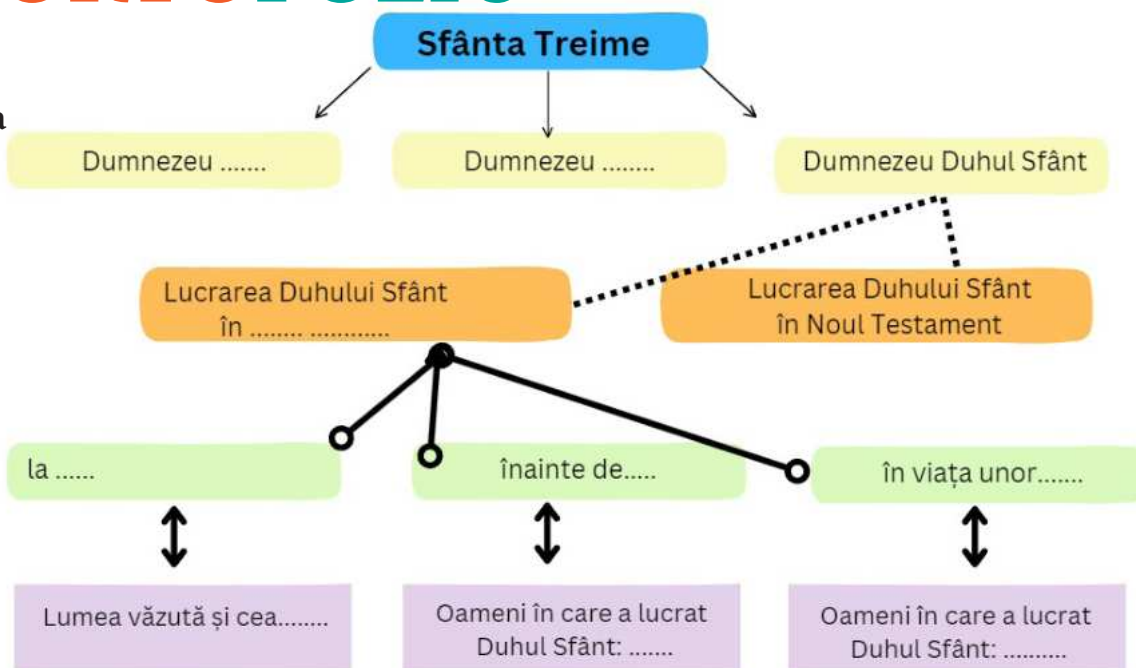 Sfânta Treime
Dumnezeu .......
Dumnezeu ........
Dumnezeu Duhul Sfânt
Lucrarea Duhului Sfânt
în ........ ............
Lucrarea Duhului Sfânt
în Noul Testament
la ......
înainte de.....
în viața unor.......
Lumea văzută și cea........
Oameni în care a lucrat
Duhul Sfânt: .......
Oameni în care a lucrat
Duhul Sfânt: ..........